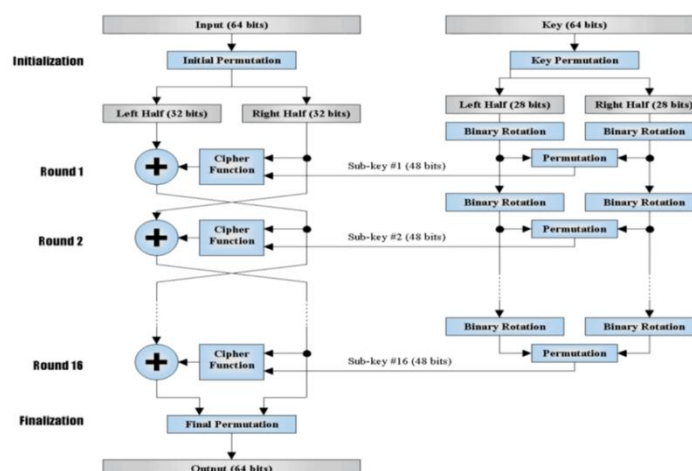 Input (64 bits)
Key (64 bits)
Initialization
Initial Permutation
Key Permutation
Left Half (32 bits)
Right Half (32 bits)
Left Half (28 bits)
Right Half (28 bits)
Binary Rotation
Binary Rotation
Round 1
Cipher
Function
Sub-key #1 (48 bits)
Permutation
Binary Rotation
Binary Rotation
Round 2
Cipher
Function
Sub-key #2 (48 bits)
Permutation
Binary Rotation
Binary Rotation
Round 16
Cipher
Function
Sub-key #16 (48 bits)
Permutation
Finalization
Final Permutation
Output (64 bits)